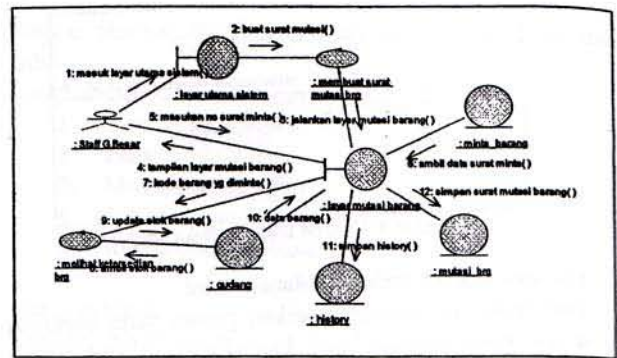 2: buat surat mutasi( )
1: masuk layar utama sistem( )
: layar utama sistem
: membuat surat
mutasi brg
5: masukan no surat minta( )
3: jalankan layar mutasi barang( )
: minta_barang
: Staff G.Besar
4: tampilan layar mutasi barang( )
6: ambil data surat minta( )
7: kode barang yg diminta( )
12: simpan surat mutasi barang( )
: layar mutasi barang
9: update stok barang( )
10: data barang( )
11: simpan history( )
: melihat ketersedian
brg
stok barang( )
: gudang
: mutasi_brg
: history